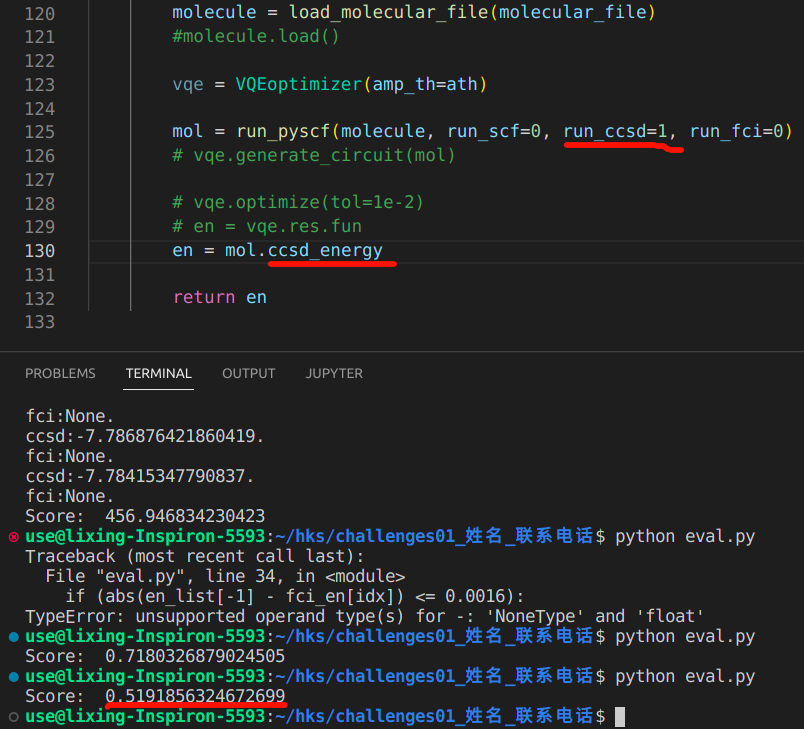 120 molecule = load_molecular_file(molecular_file)
121 #molecule.load()
122
123 vqe = VQEoptimizer(amp_th=ath)
124
125 mol = run_pyscf(molecule, run_scf=0, run_ccsd=1, run_fci=0)
126 # vqe.generate_circuit(mol)
127
128 # vqe.optimize(tol=1e-2)
129 # en = vqe.res.fun
130 en = mol.ccsd_energy
131
132 return en
133
PROBLEMS TERMINAL OUTPUT JUPYTER
fci:None.
ccsd:-7.786876421860419.
fci:None.
ccsd:-7.78415347790837.
fci:None.
Score:  456.946834230423
use@lixing-Inspiron-5593:~/hks/challenges01_姓名_联系电话$ python eval.py
Traceback (most recent call last):
  File "eval.py", line 34, in <module>
    if (abs(en_list[-1] - fci_en[idx]) <= 0.0016):
TypeError: unsupported operand type(s) for -: 'NoneType' and 'float'
use@lixing-Inspiron-5593:~/hks/challenges01_姓名_联系电话$ python eval.py
Score:  0.7180326879024505
use@lixing-Inspiron-5593:~/hks/challenges01_姓名_联系电话$ python eval.py
Score:  0.5191856324672699
use@lixing-Inspiron-5593:~/hks/challenges01_姓名_联系电话$